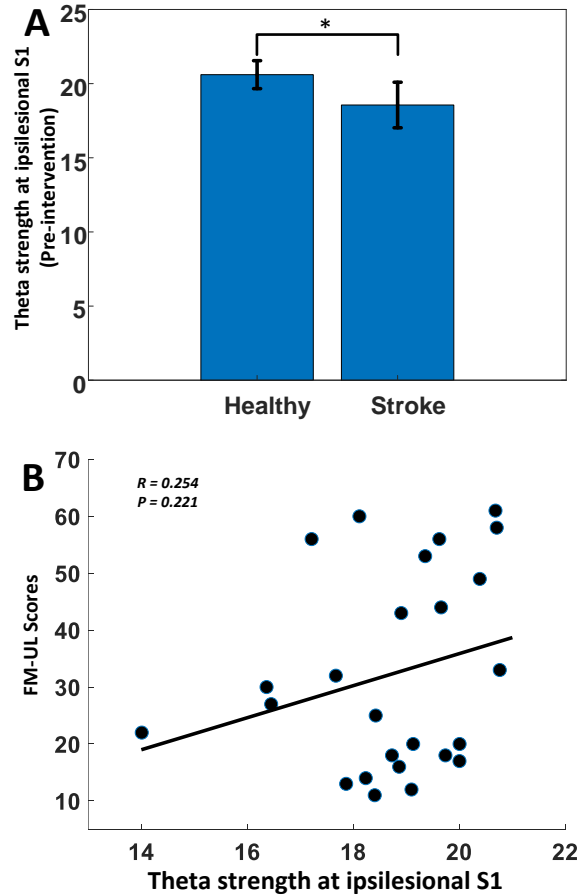 A
25
20
15
10
5
0
Theta strength at ipsilesional S1
(Pre-intervention)
*
Healthy Stroke
B
70
60
50
40
30
20
10
FM-UL Scores
R = 0.254
P = 0.221
14 16 18 20 22
Theta strength at ipsilesional S1